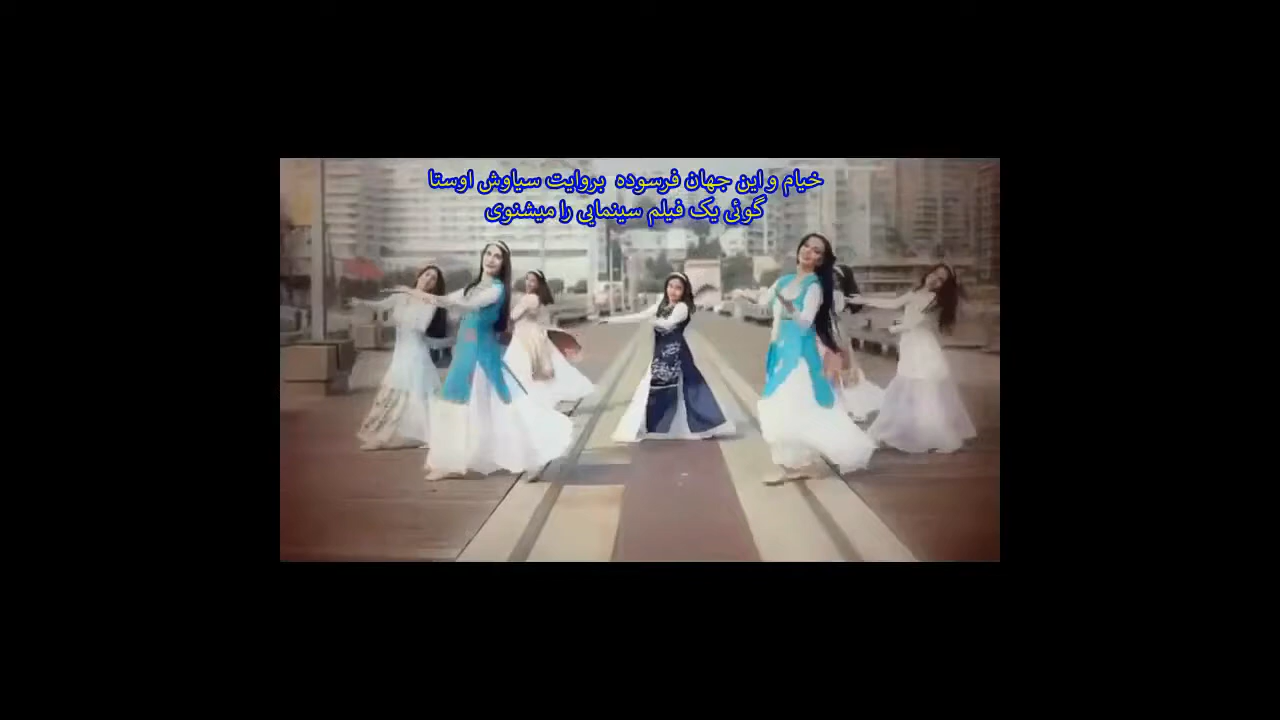 خیام و این جهان فرسوده بروایت سیاوش اوستا
گوئی یک فیلم سینمایی را میشنوی